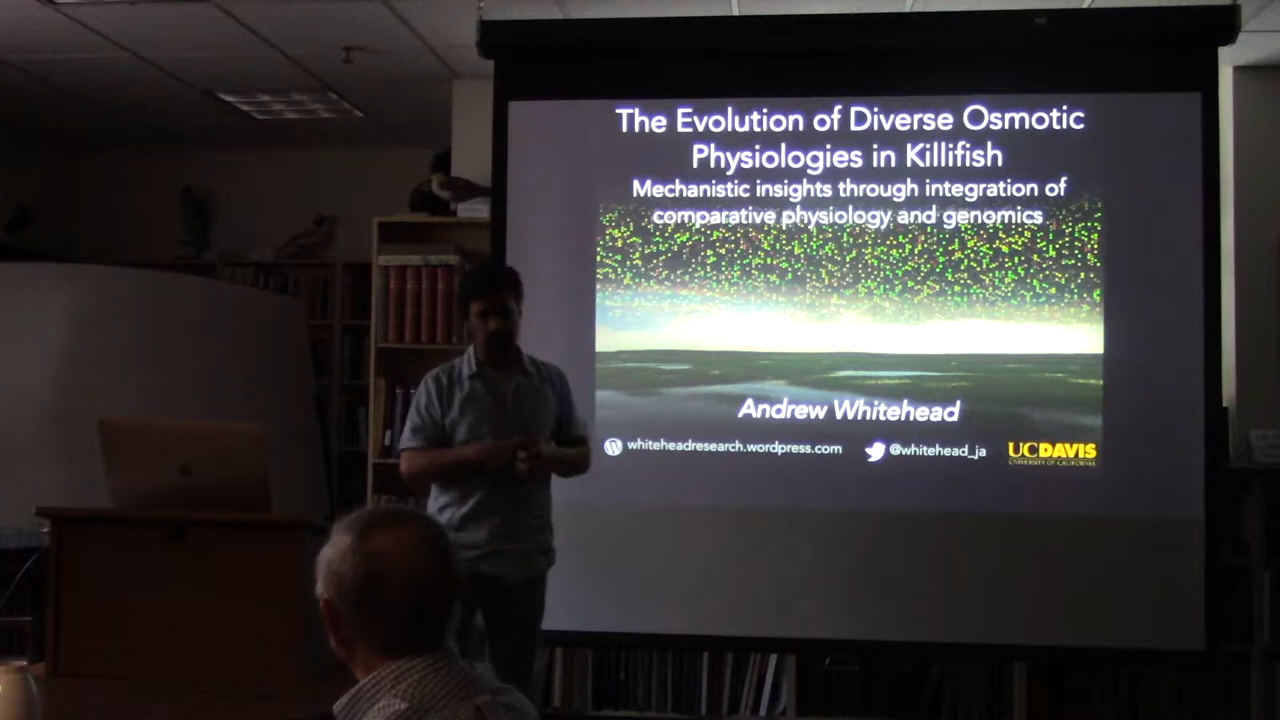 The Evolution of Diverse Osmotic
Physiologies in Killifish
Mechanistic insights through integration of
comparative physiology and genomics
Andrew Whitehead
whiteheadresearch.wordpress.com
@whitehead_ja
UCDAVIS
UNIVERSITY OF CALIFORNIA